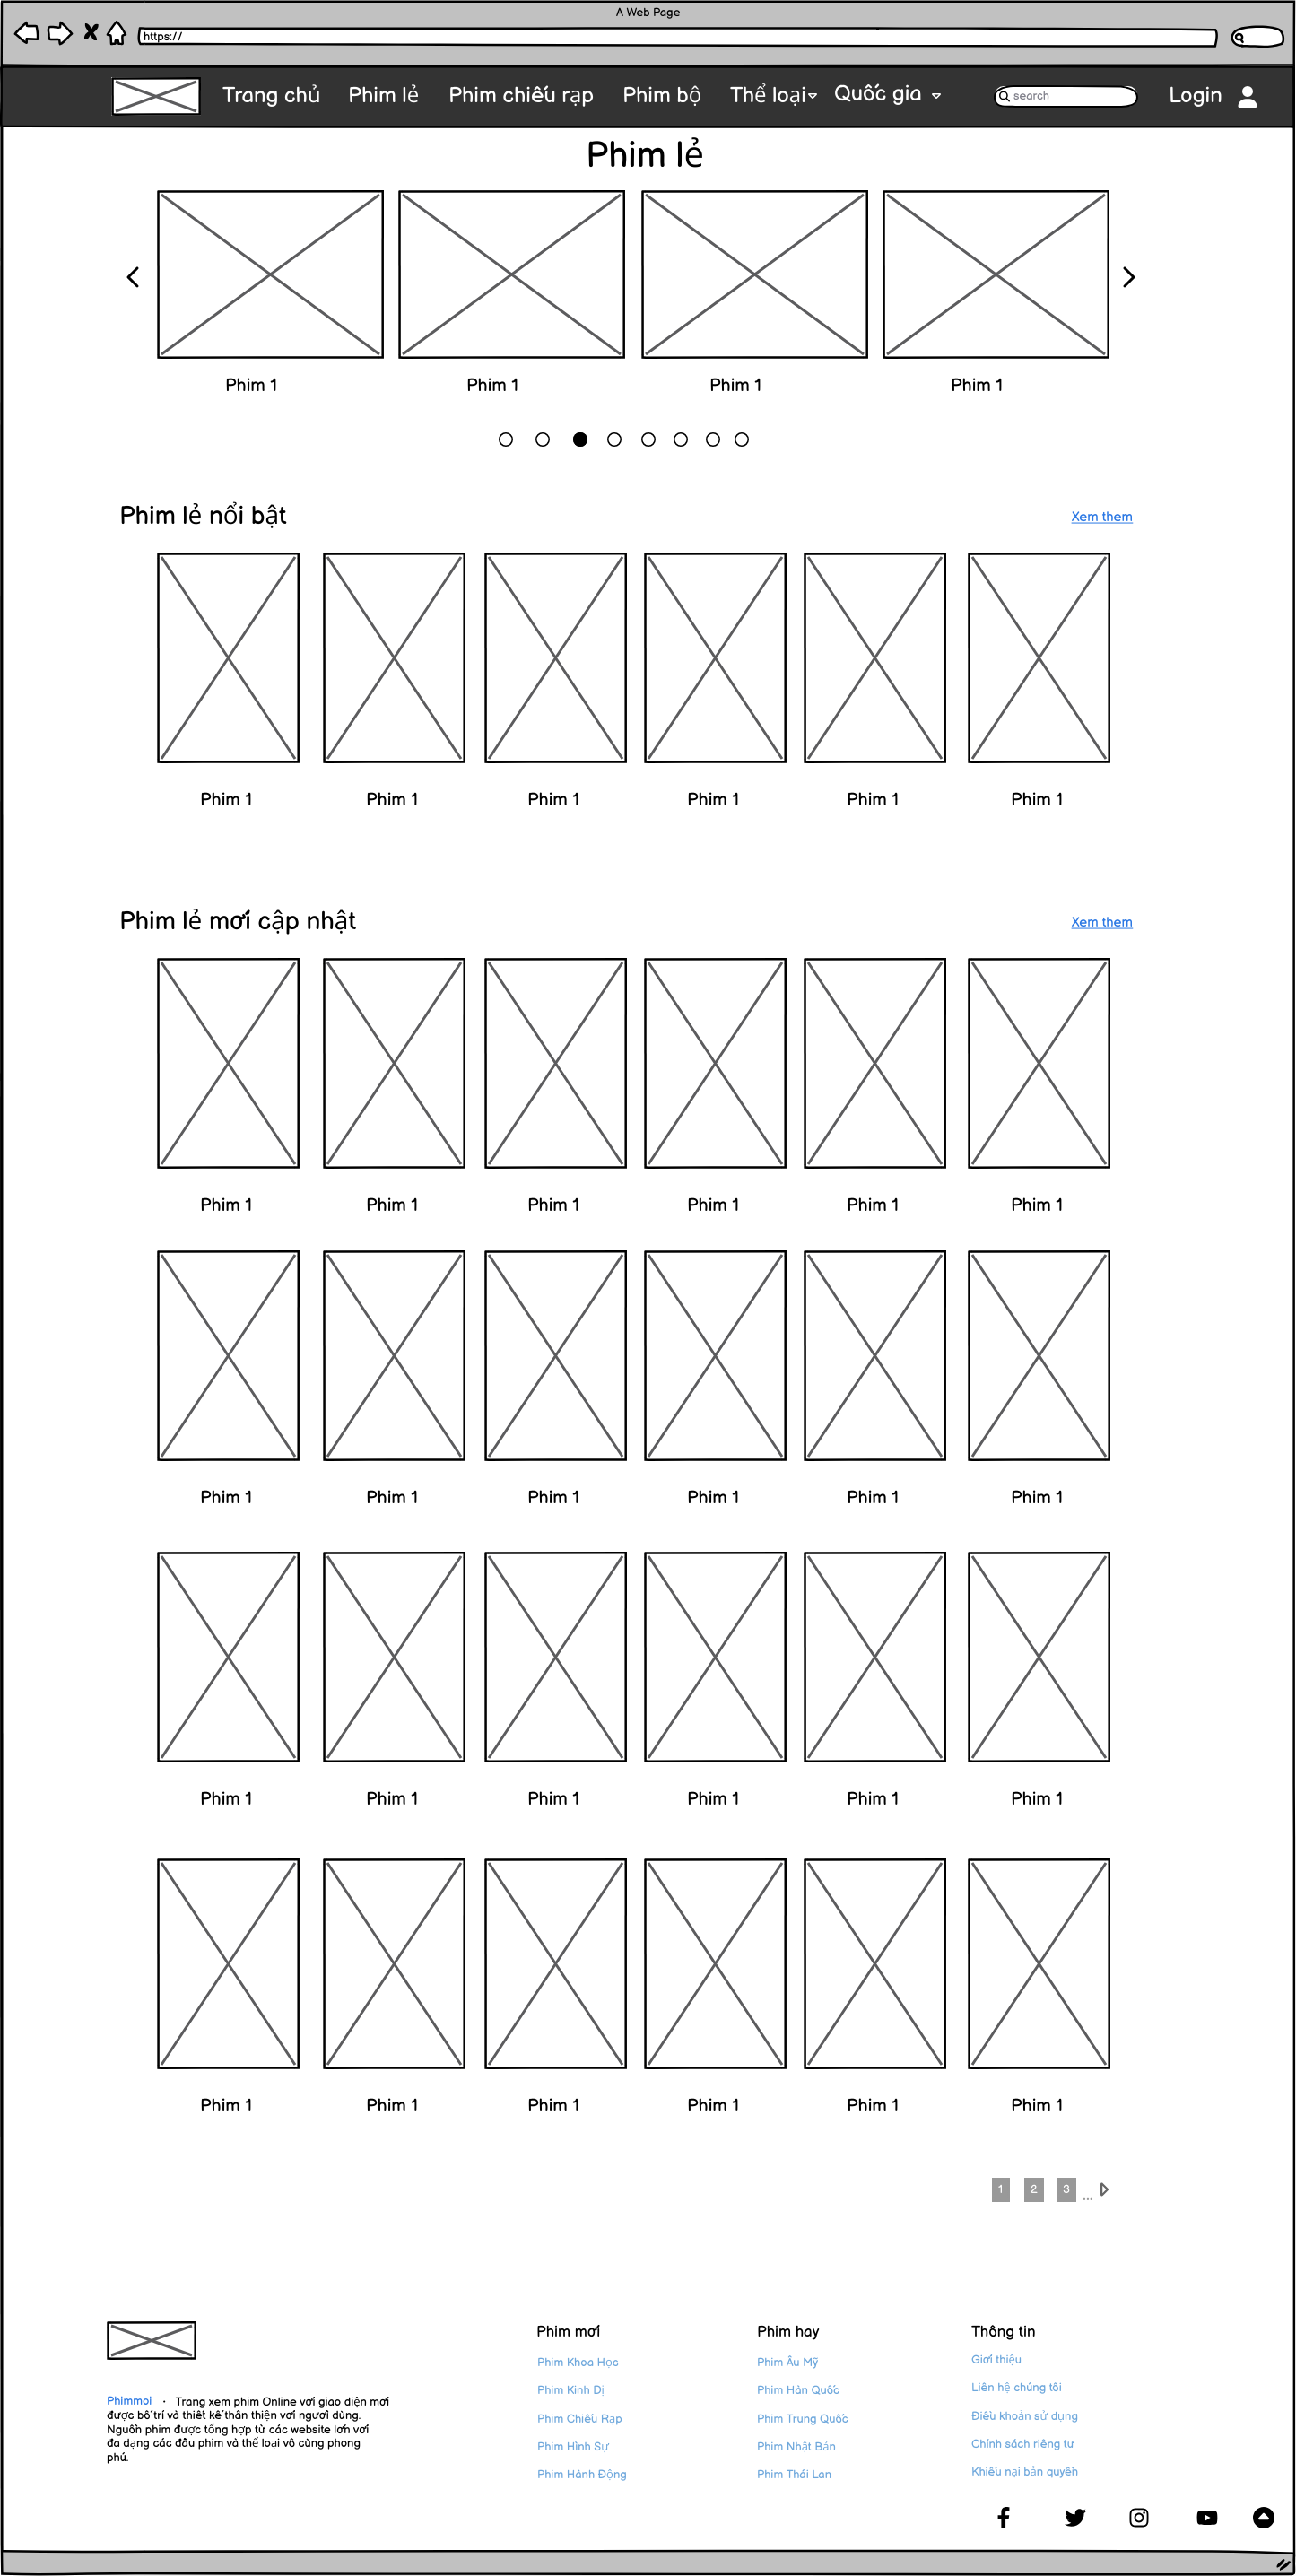 A Web Page
https://
Trang chủ Phim lẻ Phim chiếu rạp Phim bộ Thể loại Quốc gia search Login
Phim lẻ
Phim 1 Phim 1 Phim 1 Phim 1
Phim lẻ nổi bật Xem them
Phim 1 Phim 1 Phim 1 Phim 1 Phim 1 Phim 1
Phim lẻ mới cập nhật Xem them
Phim 1 Phim 1 Phim 1 Phim 1 Phim 1 Phim 1
Phim 1 Phim 1 Phim 1 Phim 1 Phim 1 Phim 1
Phim 1 Phim 1 Phim 1 Phim 1 Phim 1 Phim 1
Phim 1 Phim 1 Phim 1 Phim 1 Phim 1 Phim 1
1 2 3 ...
Phimmoi · Trang xem phim Online với giao diện mới
được bố trí và thiết kế thân thiện với người dùng.
Nguồn phim được tổng hợp từ các website lớn với
đa dạng các đầu phim và thể loại vô cùng phong
phú.
Phim mới
Phim Khoa Học
Phim Kinh Dị
Phim Chiếu Rạp
Phim Hình Sự
Phim Hành Động
Phim hay
Phim Âu Mỹ
Phim Hàn Quốc
Phim Trung Quốc
Phim Nhật Bản
Phim Thái Lan
Thông tin
Giới thiệu
Liên hệ chúng tôi
Điều khoản sử dụng
Chính sách riêng tư
Khiếu nại bản quyền